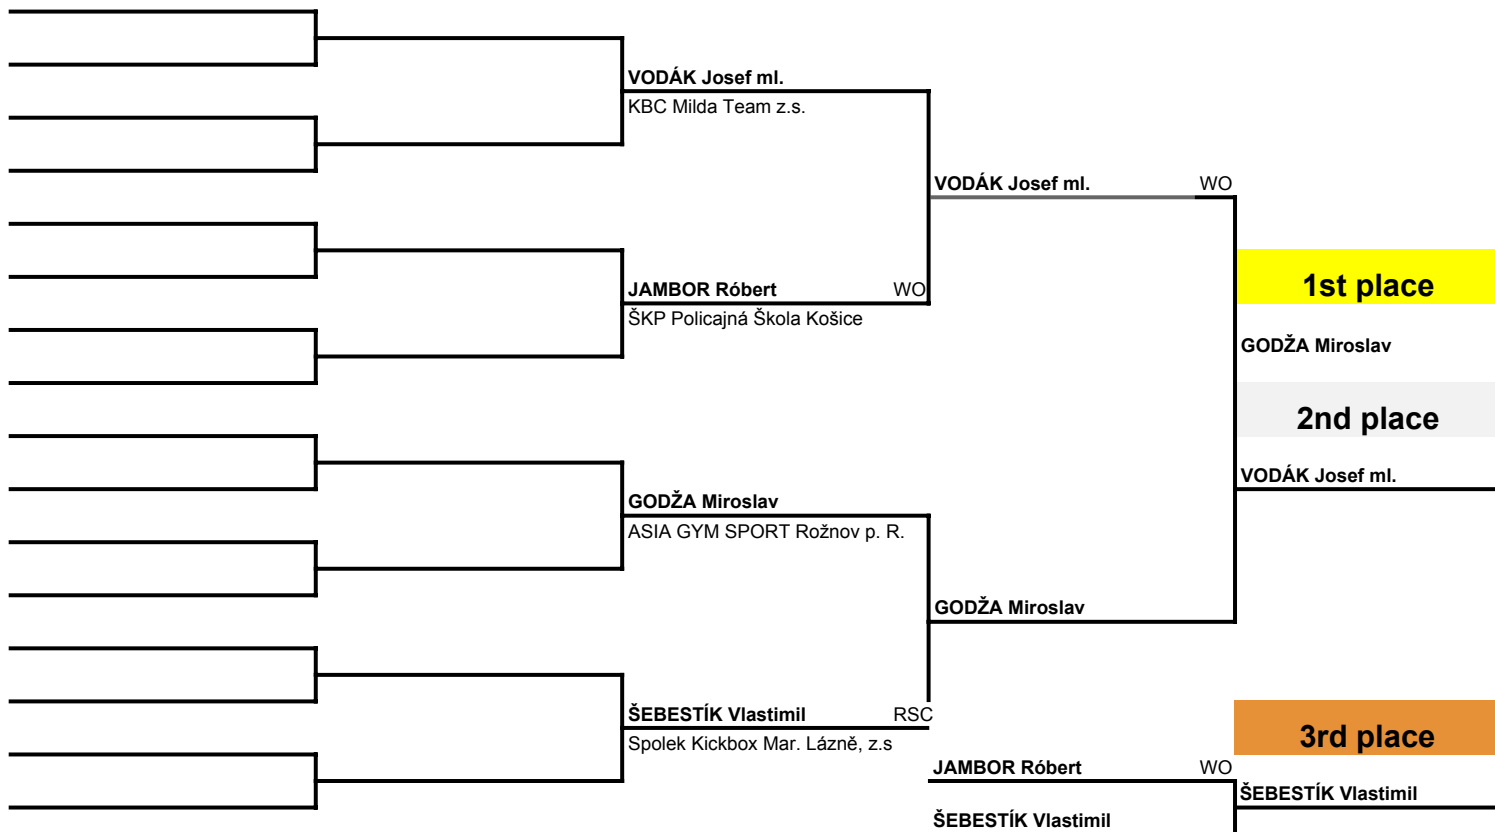 VODÁK Josef ml.
KBC Milda Team z.s.
VODÁK Josef ml. WO
JAMBOR Róbert WO
ŠKP Policajná Škola Košice
1st place
GODŽA Miroslav
2nd place
VODÁK Josef ml.
GODŽA Miroslav
ASIA GYM SPORT Rožnov p. R.
GODŽA Miroslav
ŠEBESTÍK Vlastimil RSC
Spolek Kickbox Mar. Lázně, z.s
3rd place
JAMBOR Róbert WO
ŠEBESTÍK Vlastimil
ŠEBESTÍK Vlastimil